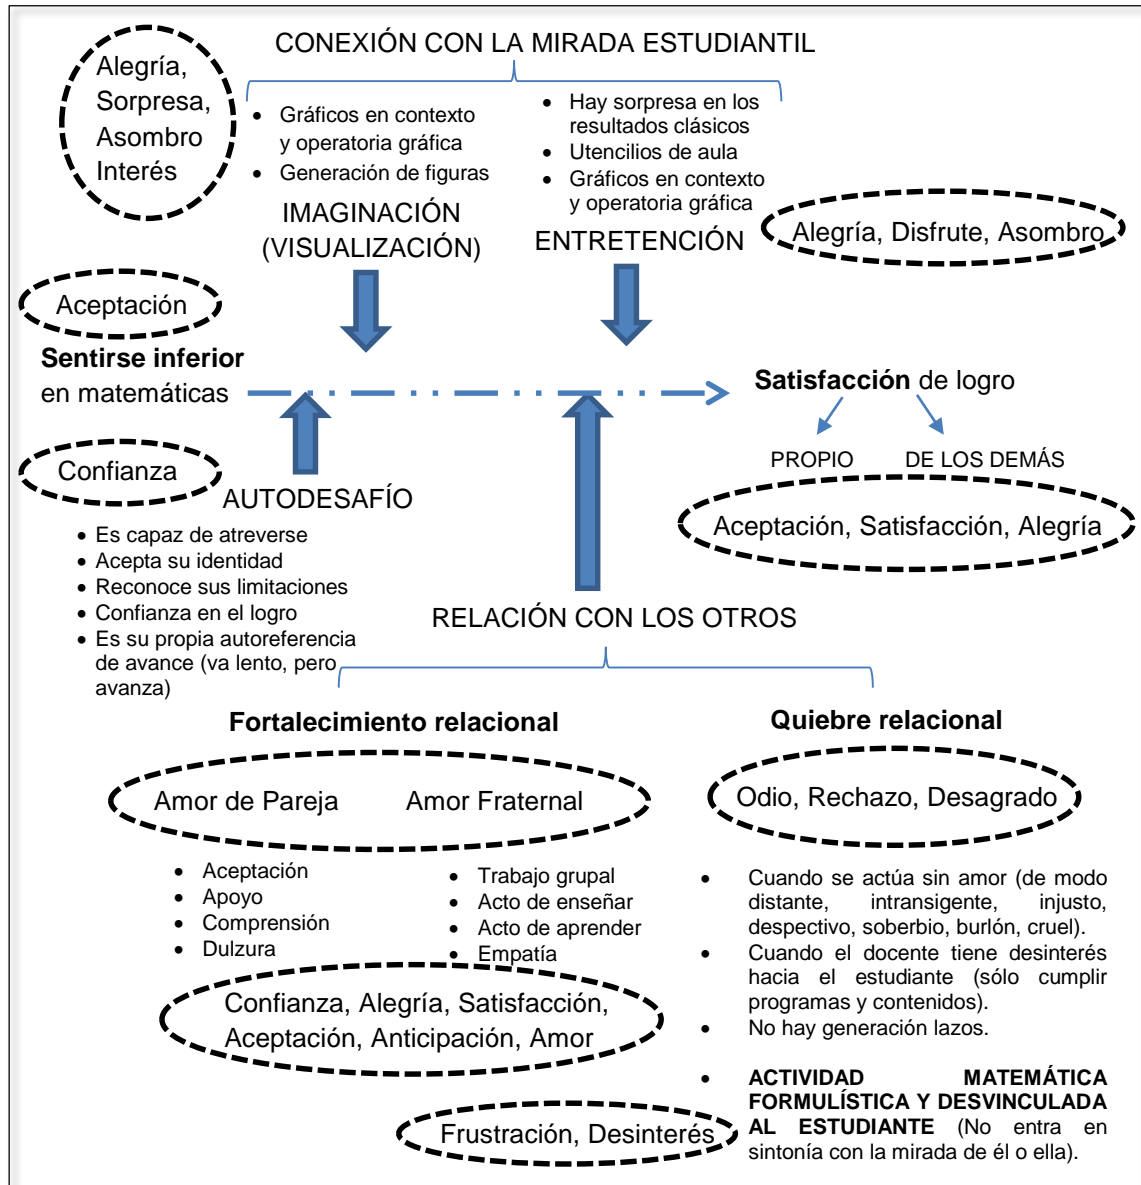 CONEXIÓN CON LA MIRADA ESTUDIANTIL
Alegría,
Sorpresa,
Asombro
Interés
• Gráficos en contexto
y operatoria gráfica
• Generación de figuras
IMAGINACIÓN
(VISUALIZACIÓN)
• Hay sorpresa en los
resultados clásicos
• Utencilios de aula
• Gráficos en contexto
y operatoria gráfica
ENTRETENCIÓN
Alegría, Disfrute, Asombro
Aceptación
Sentirse inferior
en matemáticas
Satisfacción de logro
PROPIO
DE LOS DEMÁS
Aceptación, Satisfacción, Alegría
Confianza
AUTODESAFÍO
• Es capaz de atreverse
• Acepta su identidad
• Reconoce sus limitaciones
• Confianza en el logro
• Es su propia autoreferencia
de avance (va lento, pero
avanza)
RELACIÓN CON LOS OTROS
Fortalecimiento relacional
Amor de Pareja
Amor Fraternal
• Aceptación
• Apoyo
• Comprensión
• Dulzura
• Trabajo grupal
• Acto de enseñar
• Acto de aprender
• Empatía
Confianza, Alegría, Satisfacción,
Aceptación, Anticipación, Amor
Quiebre relacional
Odio, Rechazo, Desagrado
• Cuando se actúa sin amor (de modo
distante, intransigente, injusto,
despectivo, soberbio, burlón, cruel).
• Cuando el docente tiene desinterés
hacia el estudiante (sólo cumplir
programas y contenidos).
• No hay generación lazos.
• ACTIVIDAD MATEMÁTICA
FORMULÍSTICA Y DESVINCULADA
AL ESTUDIANTE (No entra en
sintonía con la mirada de él o ella).
Frustración, Desinterés